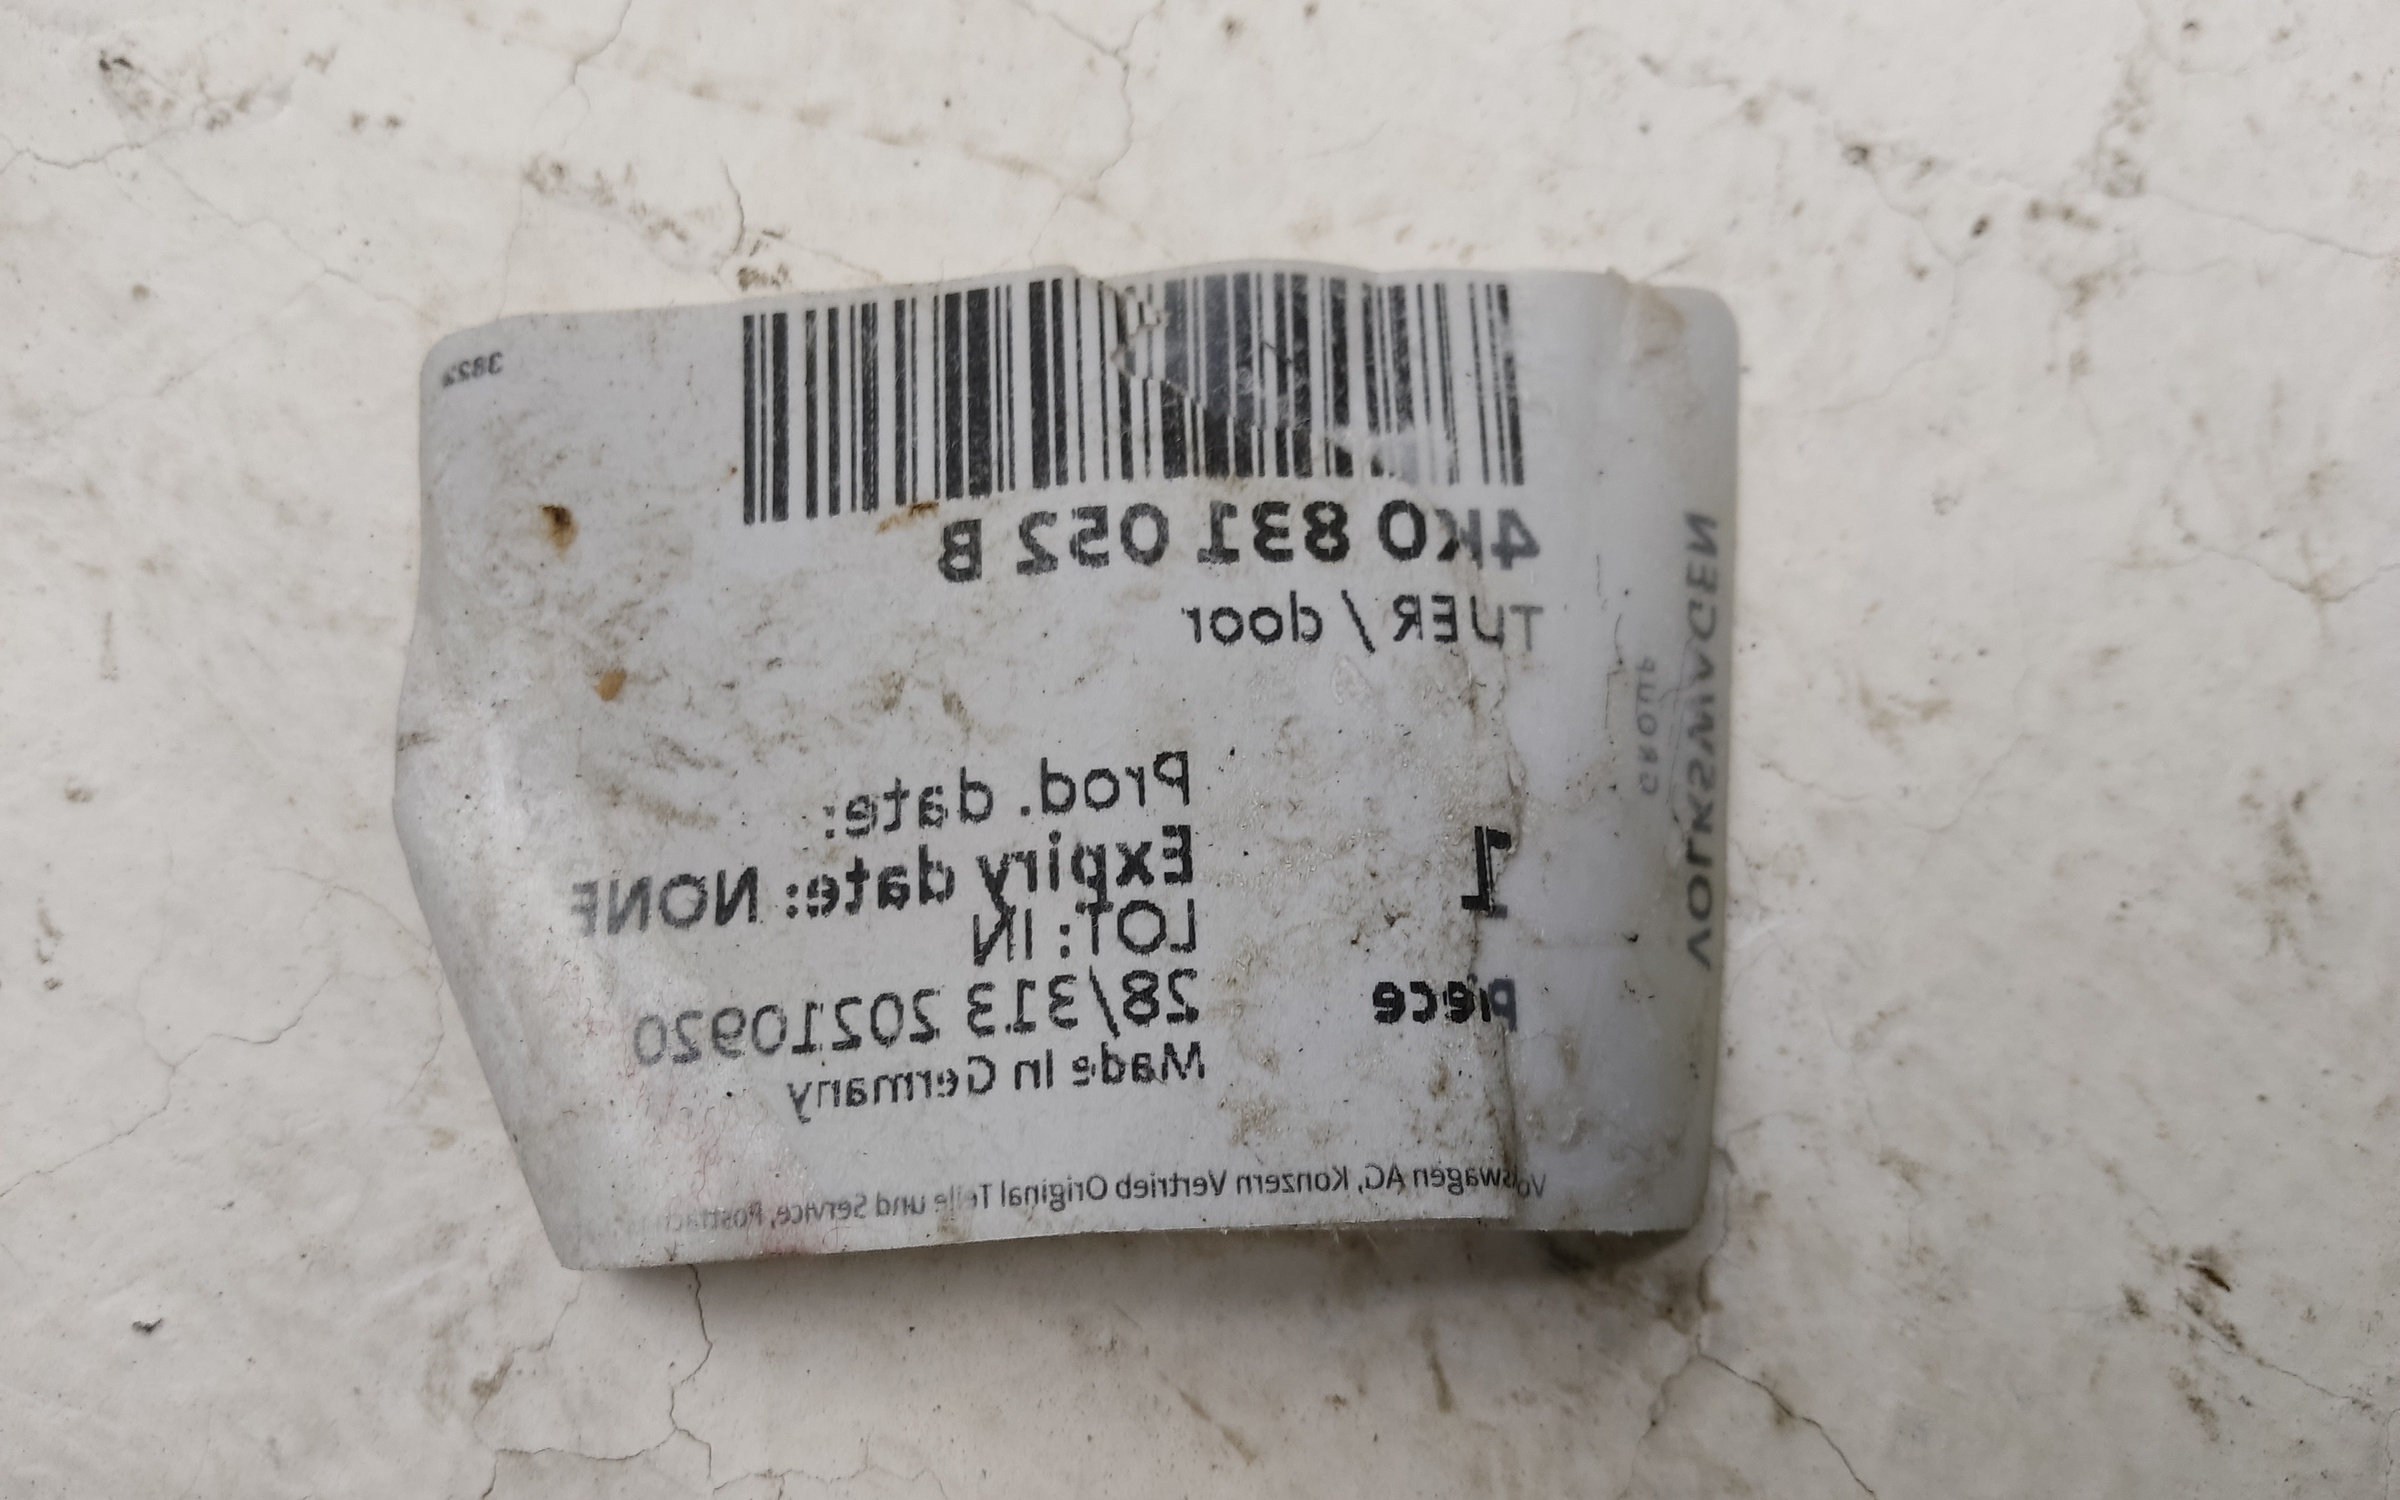 3822
4K0 831 052 B
TUER / door
VOLKSWAGEN
GROUP
1
piece
Prod. date:
Expiry date: NONE
LOT: IN
28/313 20210920
Made In Germany
Volkswagen AG, Konzern Vertrieb Original Teile und Service, Postfach